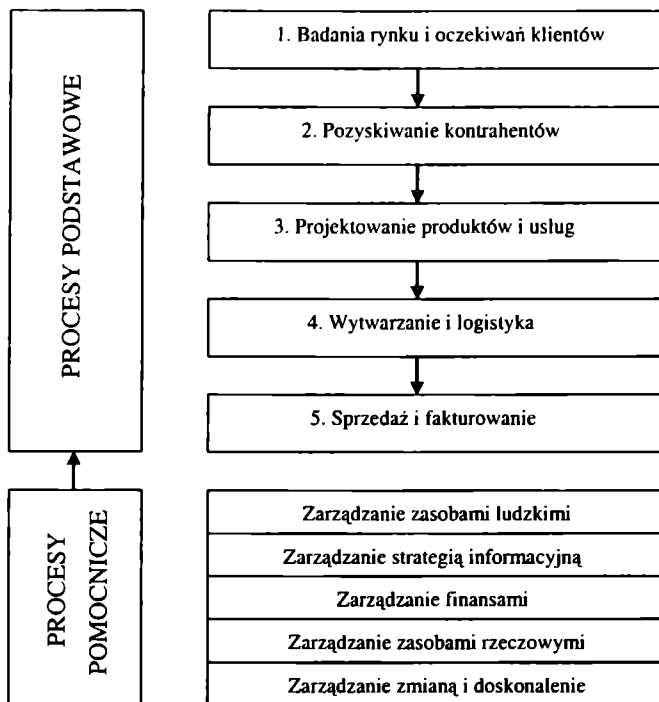 PROCESY PODSTAWOWE
1. Badania rynku i oczekiwań klientów
2. Pozyskiwanie kontrahentów
3. Projektowanie produktów i usług
4. Wytwarzanie i logistyka
5. Sprzedaż i fakturowanie
PROCESY
POMOCNICZE
Zarządzanie zasobami ludzkimi
Zarządzanie strategią informacyjną
Zarządzanie finansami
Zarządzanie zasobami rzeczowymi
Zarządzanie zmianą i doskonalenie